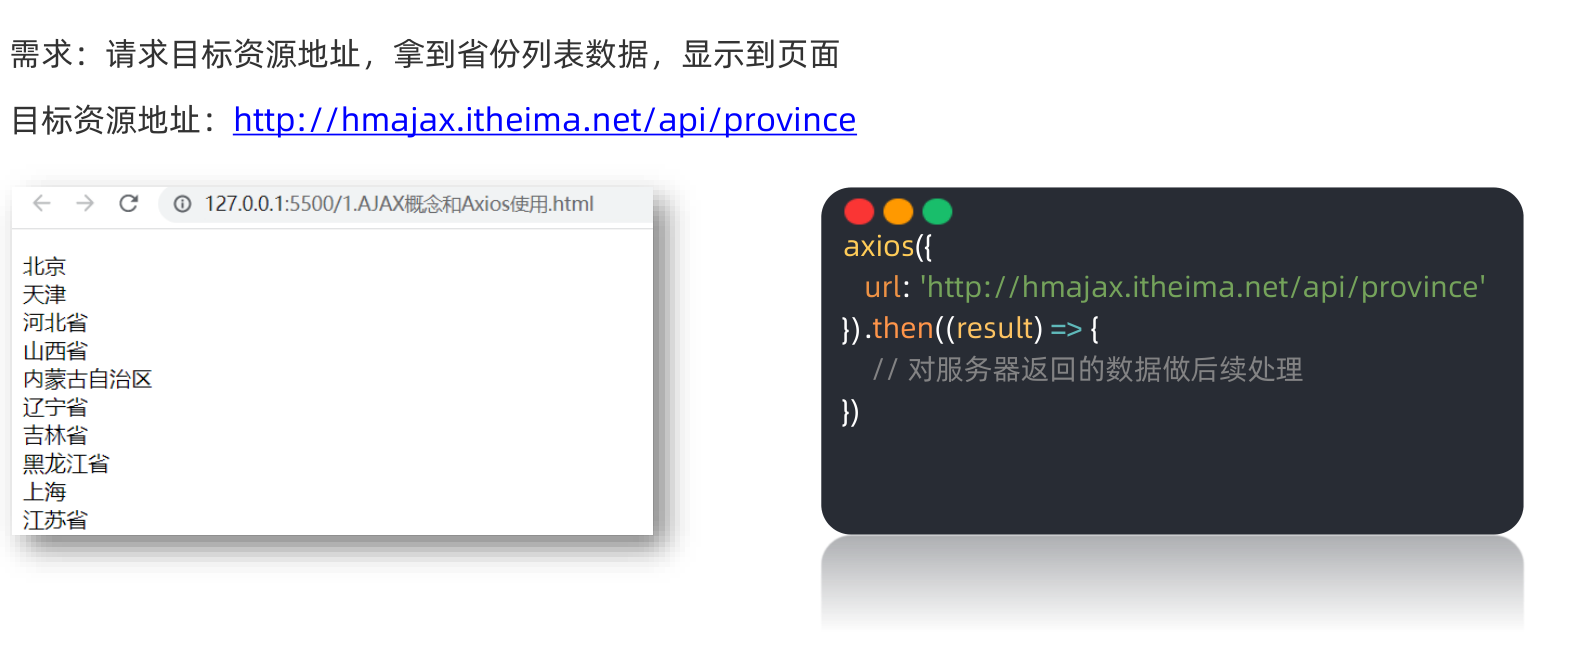 需求：请求目标资源地址，拿到省份列表数据，显示到页面
目标资源地址：http://hmajax.itheima.net/api/province
127.0.0.1:5500/1.AJAX概念和Axios使用.html
北京
天津
河北省
山西省
内蒙古自治区
辽宁省
吉林省
黑龙江省
上海
江苏省
axios({
url: 'http://hmajax.itheima.net/api/province'
}).then((result) => {
// 对服务器返回的数据做后续处理
})